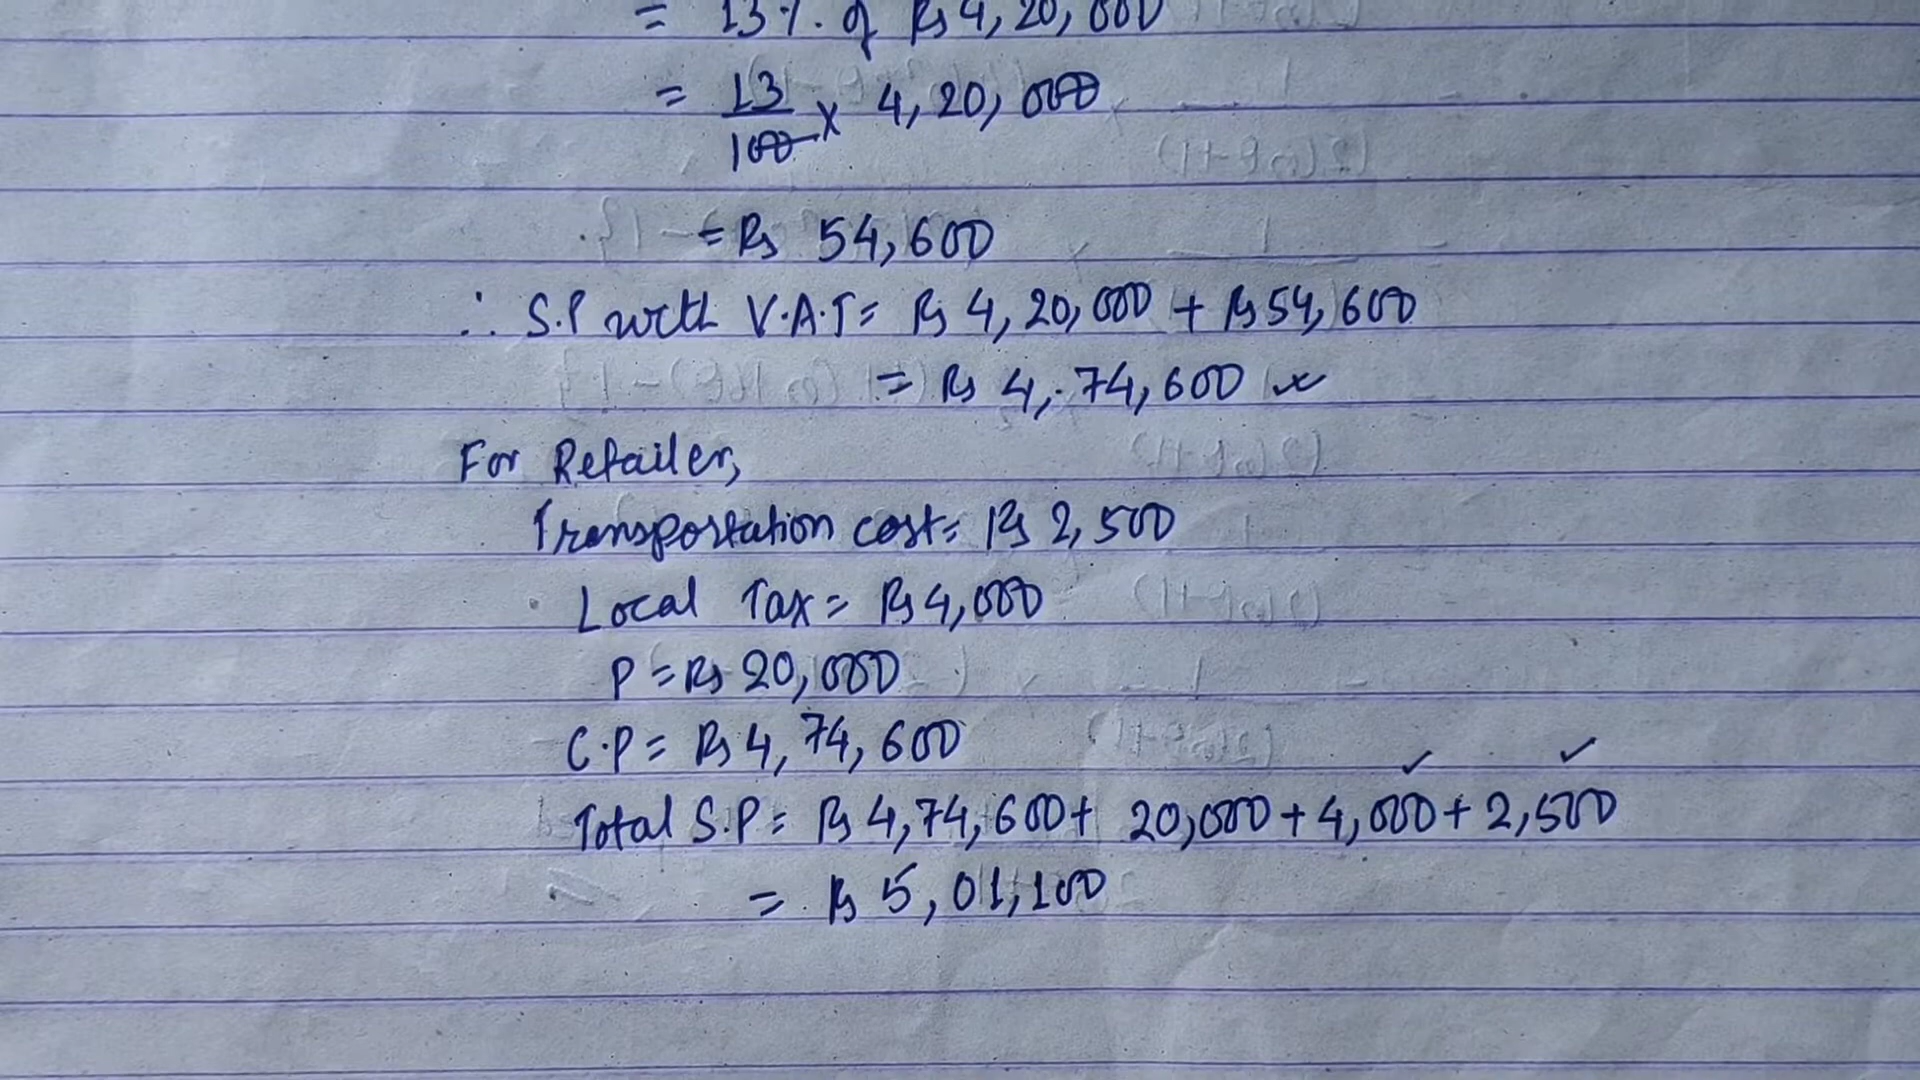 = 13%. of Rs 4,20,000
= 13/100 x 4,20,000
= Rs 54,600
∴ S.P with V.A.T = Rs 4,20,000 + Rs 54,600
= Rs 4,74,600
For Retailer,
Transportation cost = Rs 2,500
Local Tax = Rs 4,000
P = Rs 20,000
C.P = Rs 4,74,600
Total S.P = Rs 4,74,600 + 20,000 + 4,000 + 2,500
= Rs 5,01,100